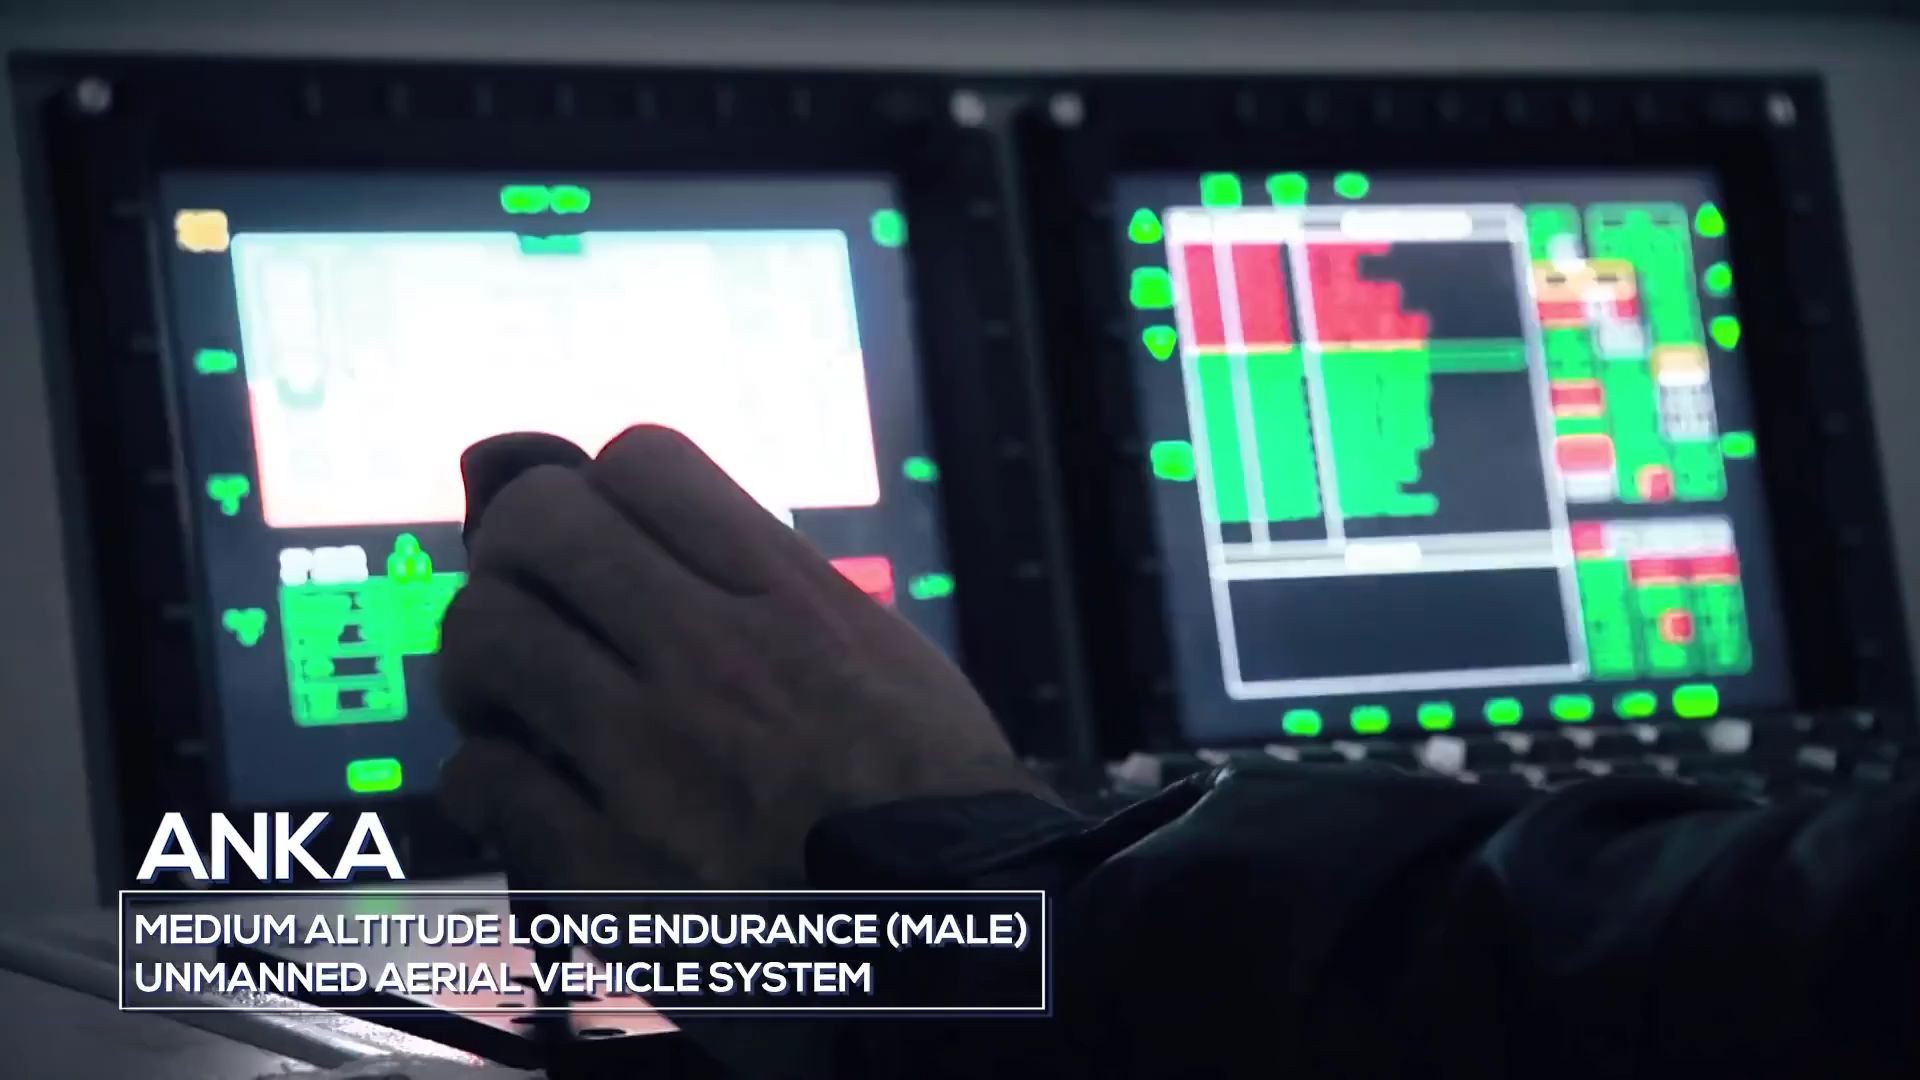 ANKA
MEDIUM ALTITUDE LONG ENDURANCE (MALE)
UNMANNED AERIAL VEHICLE SYSTEM